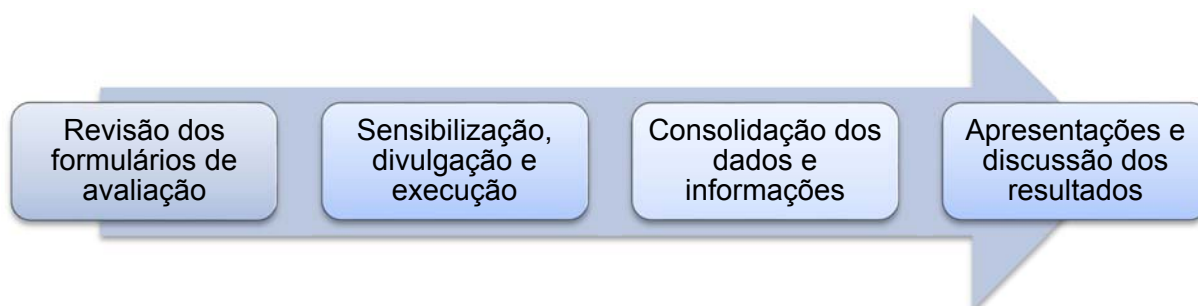 Revisão dos
formulários de
avaliação
Sensibilização,
divulgação e
execução
Consolidação dos
dados e
informações
Apresentações e
discussão dos
resultados